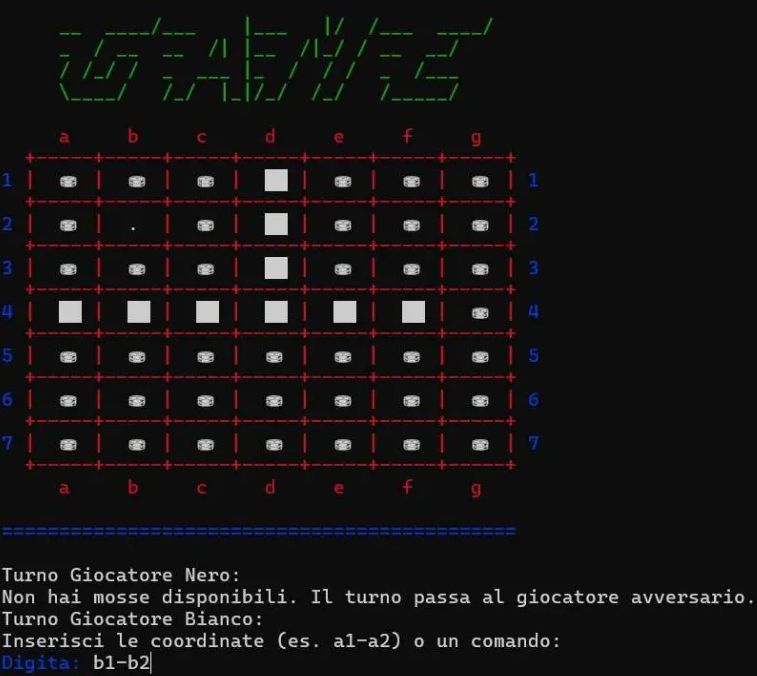 a b c d e f g
1 1
2 . 2
3 3
4 4
5 5
6 6
7 7
a b c d e f g
=============================================
Turno Giocatore Nero:
Non hai mosse disponibili. Il turno passa al giocatore avversario.
Turno Giocatore Bianco:
Inserisci le coordinate (es. a1-a2) o un comando:
Digita: b1-b2